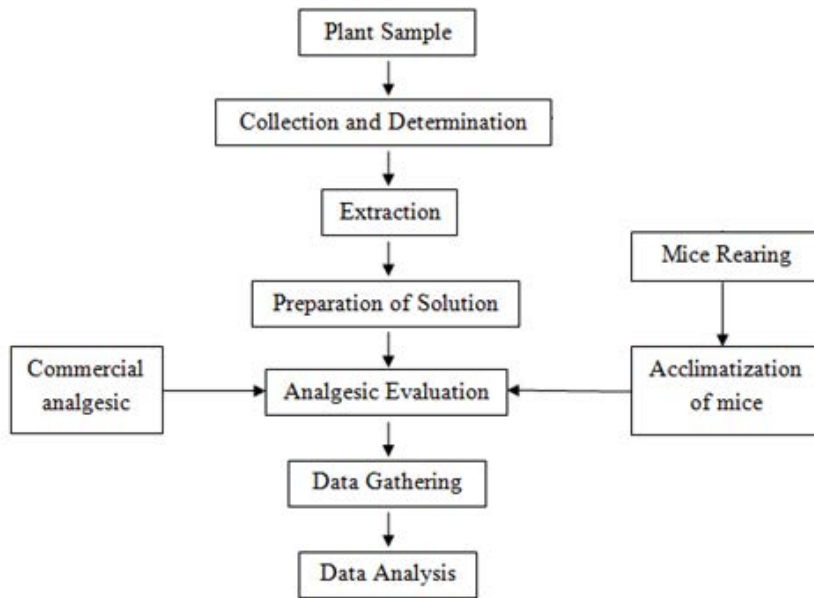 Plant Sample
Collection and Determination
Extraction
Mice Rearing
Preparation of Solution
Commercial
analgesic
Analgesic Evaluation
Acclimatization
of mice
Data Gathering
Data Analysis